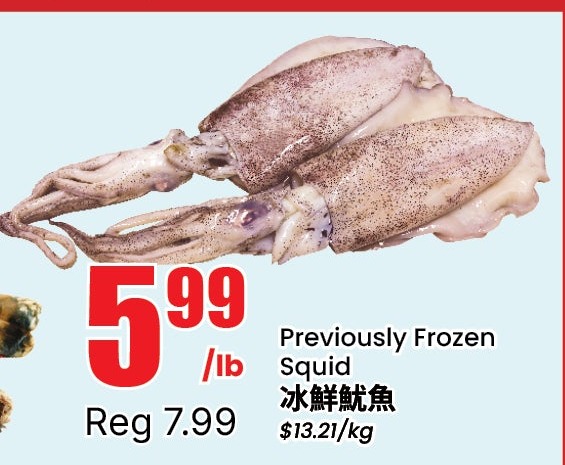 5.99
/lb
Reg 7.99
Previously Frozen
Squid
冰鮮魷魚
$13.21/kg